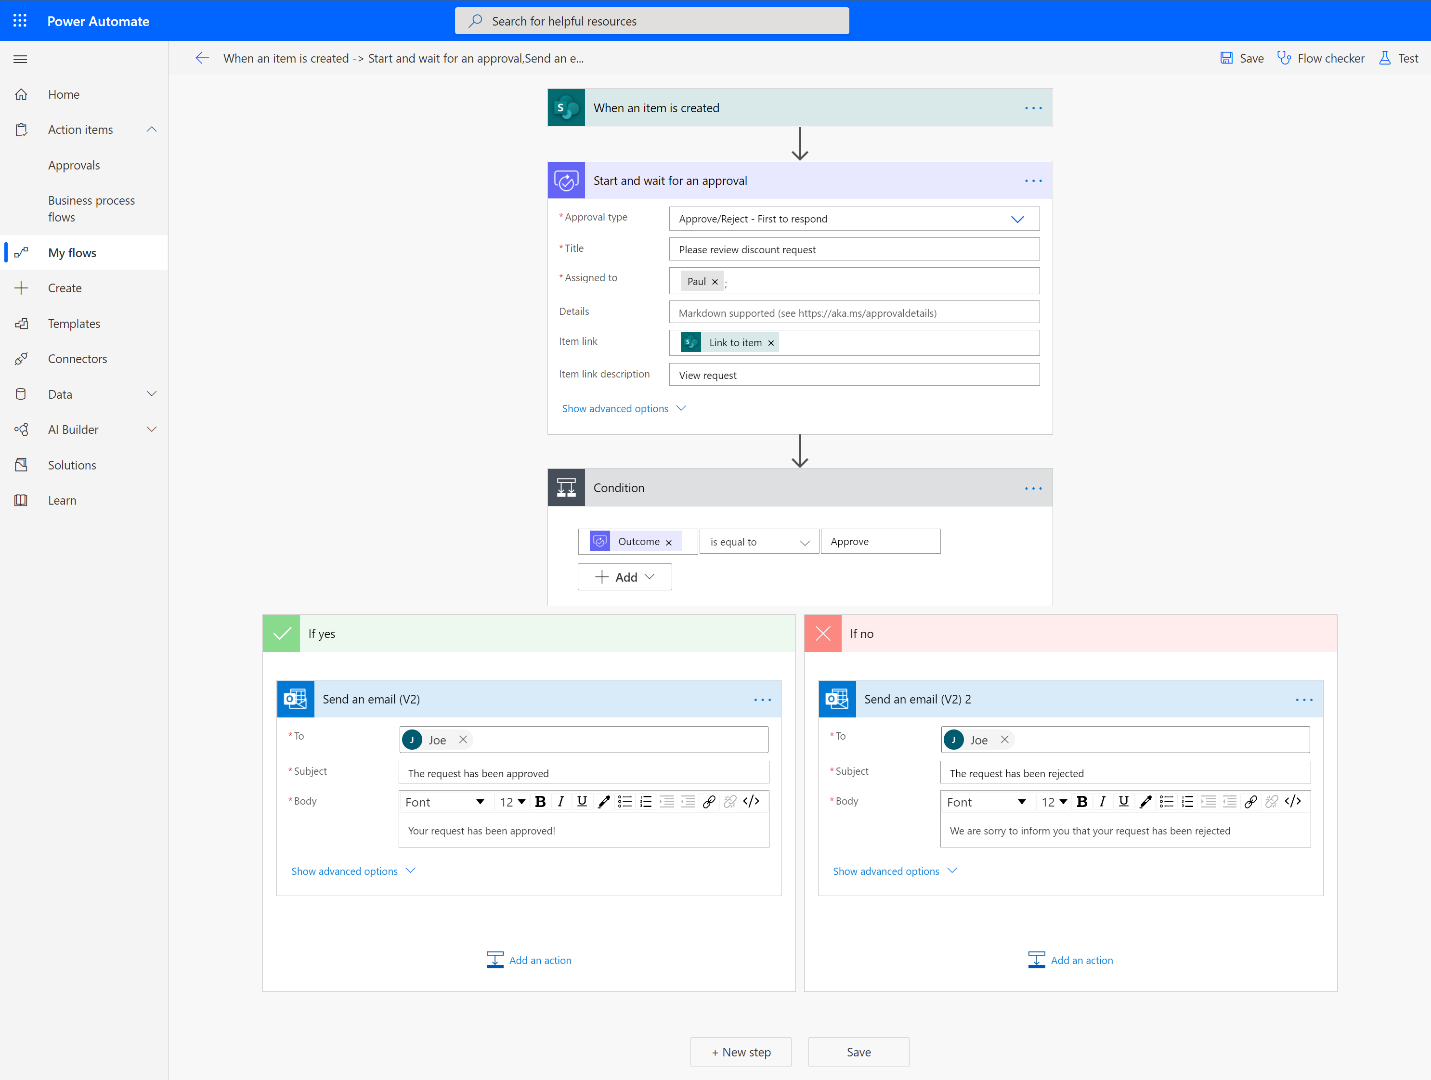 Power Automate
Search for helpful resources
When an item is created -> Start and wait for an approval,Send an e...
Save
Flow checker
Test
Home
Action items
Approvals
Business process
flows
My flows
Create
Templates
Connectors
Data
AI Builder
Solutions
Learn
S When an item is created
Start and wait for an approval
* Approval type Approve/Reject - First to respond
* Title Please review discount request
* Assigned to Paul × ;
Details Markdown supported (see https://aka.ms/approvaldetails)
Item link S Link to item ×
Item link description View request
Show advanced options
Condition
Outcome × is equal to Approve
+ Add
If yes
Send an email (V2)
* To J Joe ×
* Subject The request has been approved
* Body Font 12 B I U </>
Your request has been approved!
Show advanced options
Add an action
If no
Send an email (V2) 2
* To J Joe ×
* Subject The request has been rejected
* Body Font 12 B I U </>
We are sorry to inform you that your request has been rejected
Show advanced options
Add an action
+ New step
Save